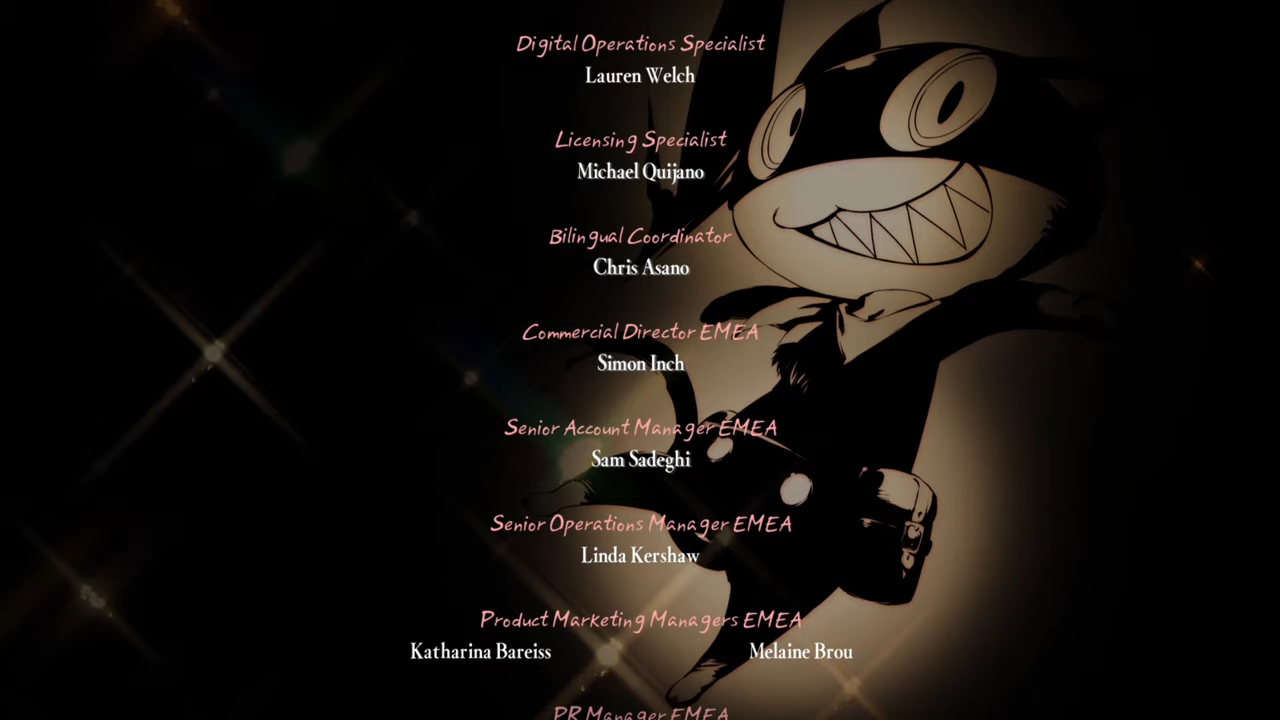 Digital Operations Specialist
Lauren Welch
Licensing Specialist
Michael Quijano
Bilingual Coordinator
Chris Asano
Commercial Director EMEA
Simon Inch
Senior Account Manager EMEA
Sam Sadeghi
Senior Operations Manager EMEA
Linda Kershaw
Product Marketing Managers EMEA
Katharina Bareiss Melaine Brou
PR Manager EMEA